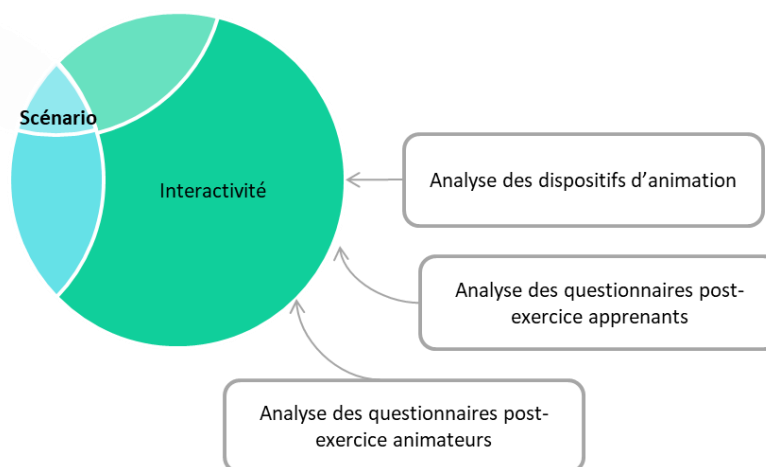 Scénario
Interactivité
Analyse des dispositifs d’animation
Analyse des questionnaires post-
exercice apprenants
Analyse des questionnaires post-
exercice animateurs